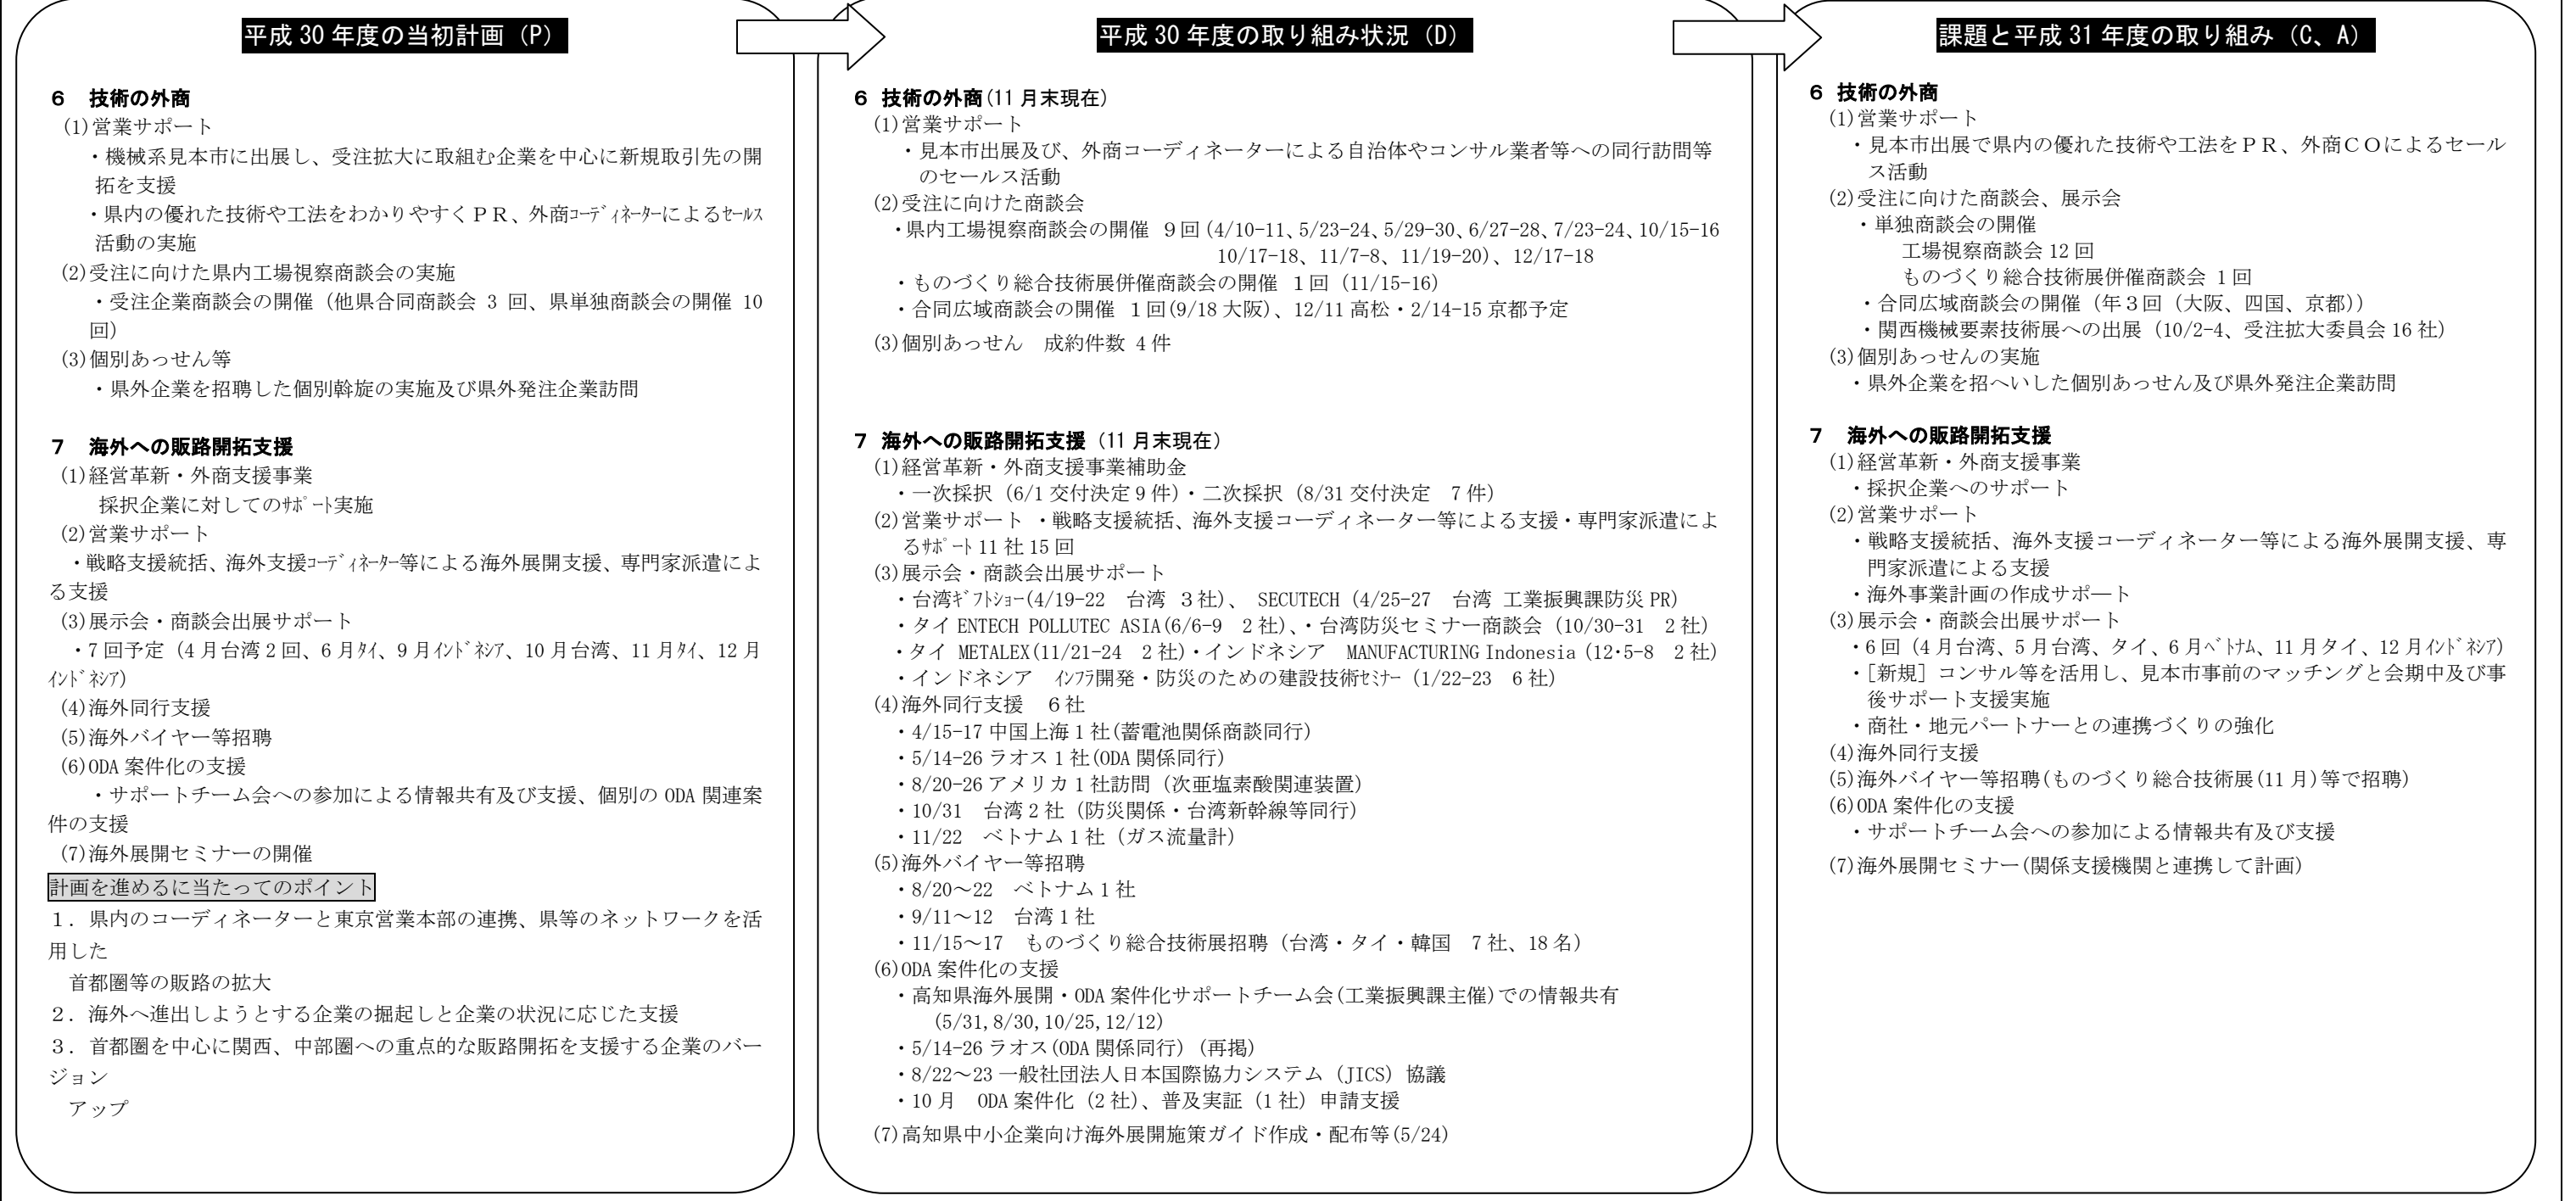 平成 30 年度の当初計画（P）
６　技術の外商
(1)営業サポート
・機械系見本市に出展し、受注拡大に取組む企業を中心に新規取引先の開
拓を支援
・県内の優れた技術や工法をわかりやすくＰＲ、外商ｺｰﾃﾞｨﾈｰﾀｰによるｾｰﾙｽ
活動の実施
(2)受注に向けた県内工場視察商談会の実施
・受注企業商談会の開催（他県合同商談会 3 回、県単独商談会の開催 10
回）
(3)個別あっせん等
・県外企業を招聘した個別斡旋の実施及び県外発注企業訪問
７　海外への販路開拓支援
(1)経営革新・外商支援事業
採択企業に対してのｻﾎﾟｰﾄ実施
(2)営業サポート
・戦略支援統括、海外支援ｺｰﾃﾞｨﾈｰﾀｰ等による海外展開支援、専門家派遣によ
る支援
(3)展示会・商談会出展サポート
・7 回予定（4 月台湾 2 回、6 月ﾀｲ、9 月ｲﾝﾄﾞﾈｼｱ、10 月台湾、11 月ﾀｲ、12 月
ｲﾝﾄﾞﾈｼｱ）
(4)海外同行支援
(5)海外バイヤー等招聘
(6)ODA 案件化の支援
・サポートチーム会への参加による情報共有及び支援、個別の ODA 関連案
件の支援
(7)海外展開セミナーの開催
計画を進めるに当たってのポイント
１．県内のコーディネーターと東京営業本部の連携、県等のネットワークを活
用した
首都圏等の販路の拡大
２．海外へ進出しようとする企業の掘起しと企業の状況に応じた支援
３．首都圏を中心に関西、中部圏への重点的な販路開拓を支援する企業のバー
ジョン
アップ
平成 30 年度の取り組み状況（D）
６ 技術の外商(11 月末現在)
(1)営業サポート
・見本市出展及び、外商コーディネーターによる自治体やコンサル業者等への同行訪問等
のセールス活動
(2)受注に向けた商談会
・県内工場視察商談会の開催 ９回(4/10-11、5/23-24、5/29-30、6/27-28、7/23-24、10/15-16
10/17-18、11/7-8、11/19-20)、12/17-18
・ものづくり総合技術展併催商談会の開催 １回（11/15-16）
・合同広域商談会の開催 １回(9/18 大阪)、12/11 高松・2/14-15 京都予定
(3)個別あっせん　成約件数 4 件
７ 海外への販路開拓支援（11 月末現在）
(1)経営革新・外商支援事業補助金
・一次採択（6/1 交付決定 9 件）・二次採択（8/31 交付決定　7 件）
(2)営業サポート ・戦略支援統括、海外支援コーディネーター等による支援・専門家派遣によ
るｻﾎﾟｰﾄ 11 社 15 回
(3)展示会・商談会出展サポート
・台湾ｷﾞﾌﾄｼｮｰ(4/19-22　台湾 ３社)、 SECUTECH（4/25-27　台湾 工業振興課防災 PR）
・タイ ENTECH POLLUTEC ASIA(6/6-9　2 社)、・台湾防災セミナー商談会（10/30-31　2 社）
・タイ METALEX(11/21-24　2 社)・インドネシア　MANUFACTURING Indonesia（12･5-8　2 社）
・インドネシア　ｲﾝﾌﾗ開発・防災のための建設技術ｾﾐﾅｰ（1/22-23　6 社）
(4)海外同行支援　６社
・4/15-17 中国上海 1 社(蓄電池関係商談同行)
・5/14-26 ラオス 1 社(ODA 関係同行)
・8/20-26 アメリカ 1 社訪問（次亜塩素酸関連装置）
・10/31　台湾 2 社（防災関係・台湾新幹線等同行）
・11/22　ベトナム 1 社（ガス流量計）
(5)海外バイヤー等招聘
・8/20～22　ベトナム 1 社
・9/11～12　台湾 1 社
・11/15～17　ものづくり総合技術展招聘（台湾・タイ・韓国　7 社、18 名）
(6)ODA 案件化の支援
・高知県海外展開・ODA 案件化サポートチーム会(工業振興課主催)での情報共有
(5/31,8/30,10/25,12/12)
・5/14-26 ラオス(ODA 関係同行)（再掲）
・8/22～23 一般社団法人日本国際協力システム（JICS）協議
・10 月　ODA 案件化（2 社）、普及実証（1 社）申請支援
(7)高知県中小企業向け海外展開施策ガイド作成・配布等(5/24)
課題と平成 31 年度の取り組み（C、A）
６ 技術の外商
(1)営業サポート
・見本市出展で県内の優れた技術や工法をＰＲ、外商ＣＯによるセール
ス活動
(2)受注に向けた商談会、展示会
・単独商談会の開催
工場視察商談会 12 回
ものづくり総合技術展併催商談会 1 回
・合同広域商談会の開催（年３回（大阪、四国、京都））
・関西機械要素技術展への出展（10/2-4、受注拡大委員会 16 社）
(3)個別あっせんの実施
・県外企業を招へいした個別あっせん及び県外発注企業訪問
７　海外への販路開拓支援
(1)経営革新・外商支援事業
・採択企業へのサポート
(2)営業サポート
・戦略支援統括、海外支援コーディネーター等による海外展開支援、専
門家派遣による支援
・海外事業計画の作成サポ―ト
(3)展示会・商談会出展サポート
・6 回（4 月台湾、5 月台湾、タイ、6 月ﾍﾞﾄﾅﾑ、11 月タイ、12 月ｲﾝﾄﾞﾈｼｱ）
・［新規］コンサル等を活用し、見本市事前のマッチングと会期中及び事
後サポート支援実施
・商社・地元パートナーとの連携づくりの強化
(4)海外同行支援
(5)海外バイヤー等招聘(ものづくり総合技術展(11 月)等で招聘)
(6)ODA 案件化の支援
・サポートチーム会への参加による情報共有及び支援
(7)海外展開セミナー(関係支援機関と連携して計画)